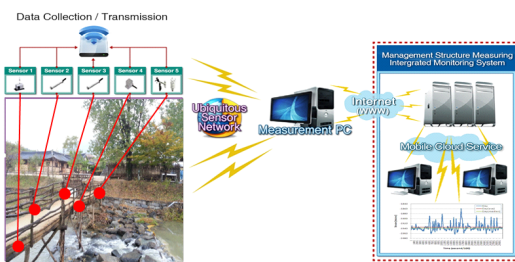 Data Collection / Transmission
Sensor 1
Sensor 2
Sensor 3
Sensor 4
Sensor 5
Ubiquitous
Sensor
Network
Measurement PC
Internet
(WWW)
Management Structure Measuring
Intergrated Monitoring System
Mobile Cloud Service